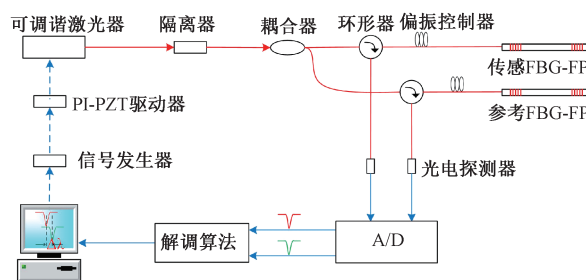 可调谐激光器
隔离器
耦合器
环形器
偏振控制器
传感FBG-FP
PI-PZT驱动器
参考FBG-FP
信号发生器
光电探测器
解调算法
A/D